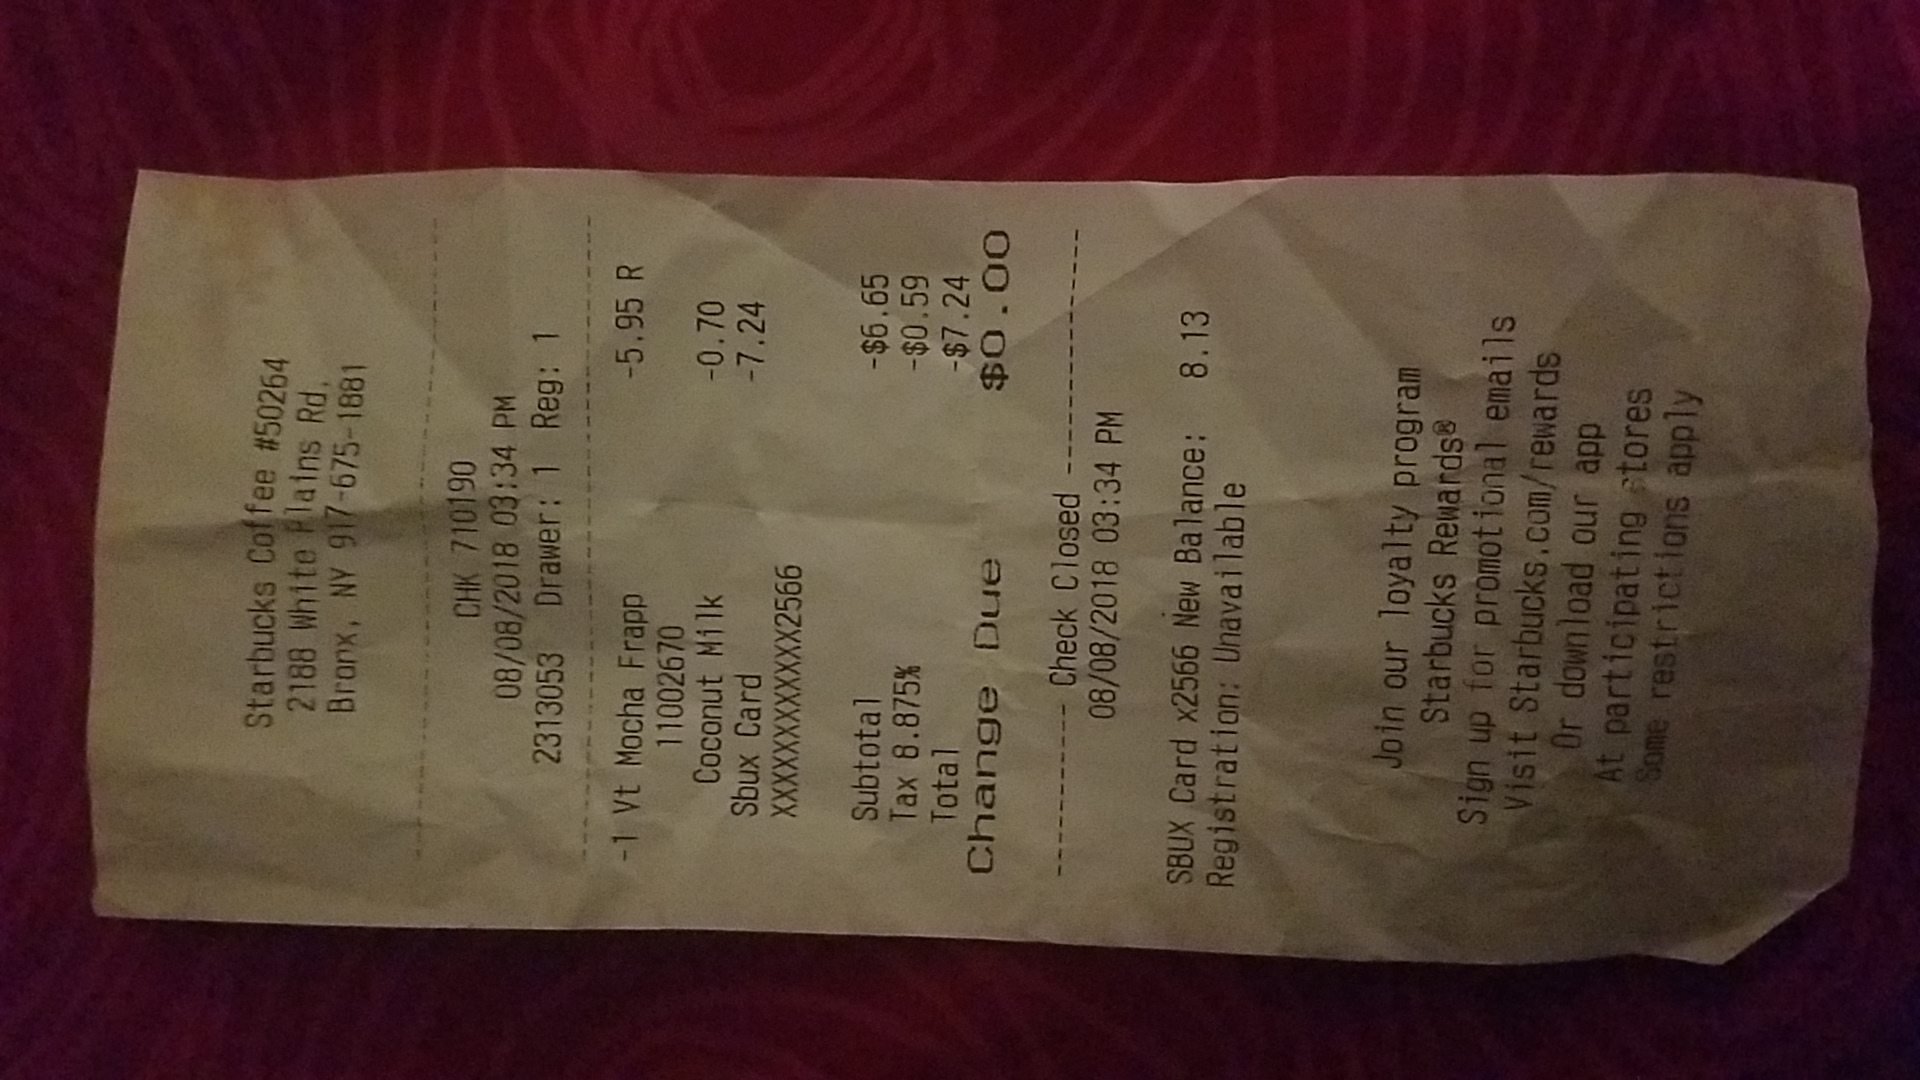 Starbucks Coffee #50264
2188 White Plains Rd.
Bronx, NY 917-675-1881
CHK 710190
08/08/2018 03:34 PM
2313053 Drawer: 1 Reg: 1
-1 Vt Mocha Frapp -5.95 R
11002670
Coconut Milk -0.70
Sbux Card -7.24
XXXXXXXXXXXX2566
Subtotal -$6.65
Tax 8.875% -$0.59
Total -$7.24
Change Due $0.00
------- Check Closed -------
08/08/2018 03:34 PM
SBUX Card x2566 New Balance: 8.13
Registration: Unavailable
Join our loyalty program
Starbucks Rewards®
Sign up for promotional emails
Visit Starbucks.com/rewards
Or download our app
At participating stores
Some restrictions apply